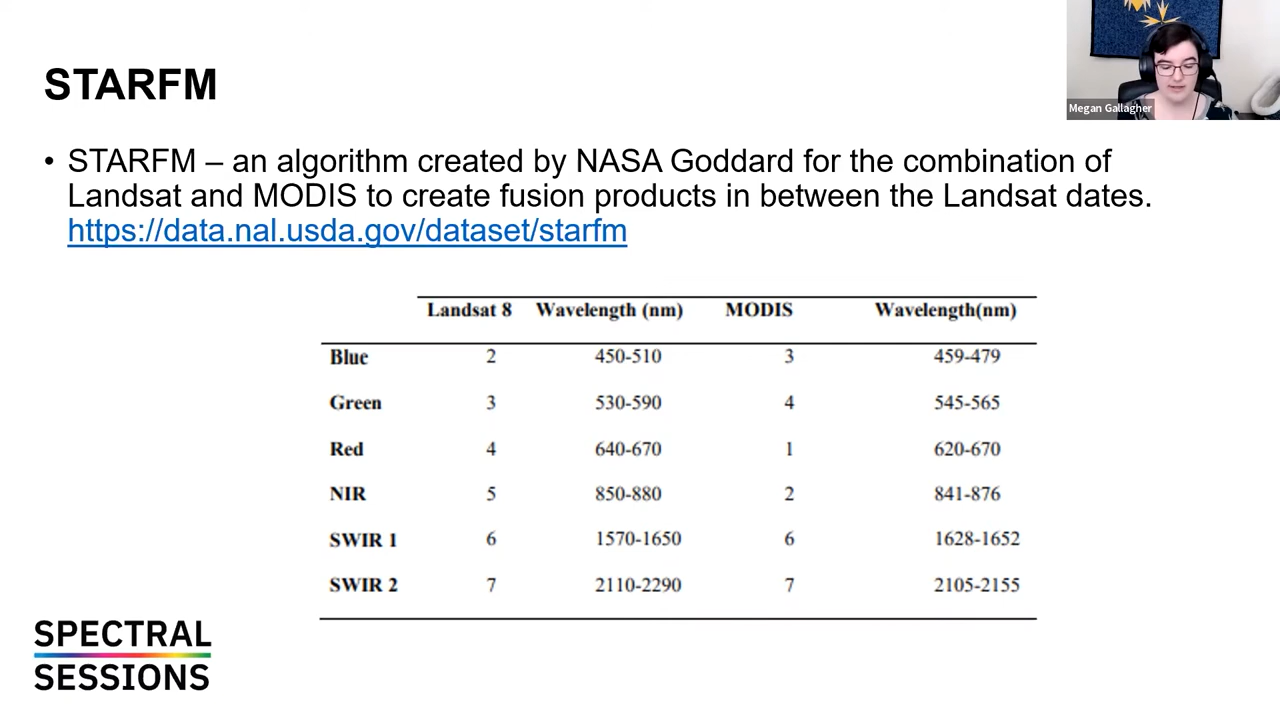 STARFM
Megan Gallagher
• STARFM – an algorithm created by NASA Goddard for the combination of
Landsat and MODIS to create fusion products in between the Landsat dates.
https://data.nal.usda.gov/dataset/starfm
Landsat 8 Wavelength (nm) MODIS Wavelength(nm)
Blue 2 450-510 3 459-479
Green 3 530-590 4 545-565
Red 4 640-670 1 620-670
NIR 5 850-880 2 841-876
SWIR 1 6 1570-1650 6 1628-1652
SWIR 2 7 2110-2290 7 2105-2155
SPECTRAL
SESSIONS